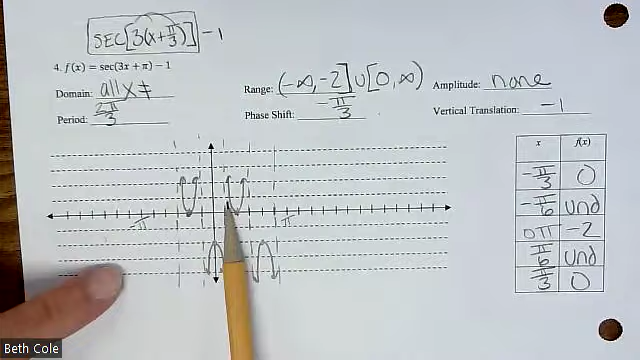 SEC[3(x+π/3)]-1
4. f(x) = sec(3x + π) − 1
Domain: all x ≠
Range: (-∞,-2]∪[0,∞)
Amplitude: none
Period: 2π/3
Phase Shift: -π/3
Vertical Translation: -1
x f(x)
-π/3 0
-π/6 und
0π -2
π/6 und
π/3 0
-π π
Beth Cole